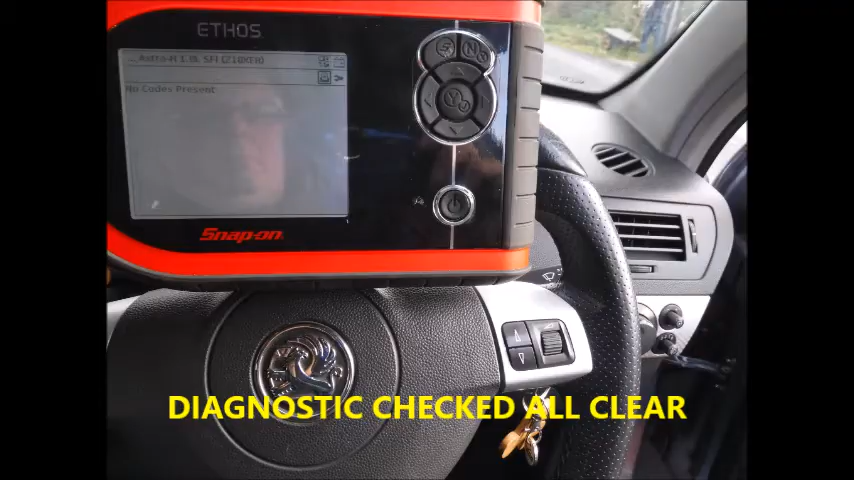 ETHOS
...Astra-H 1.8L SFI (Z18XER)
No Codes Present
Snap-on
N
Y
DIAGNOSTIC CHECKED ALL CLEAR